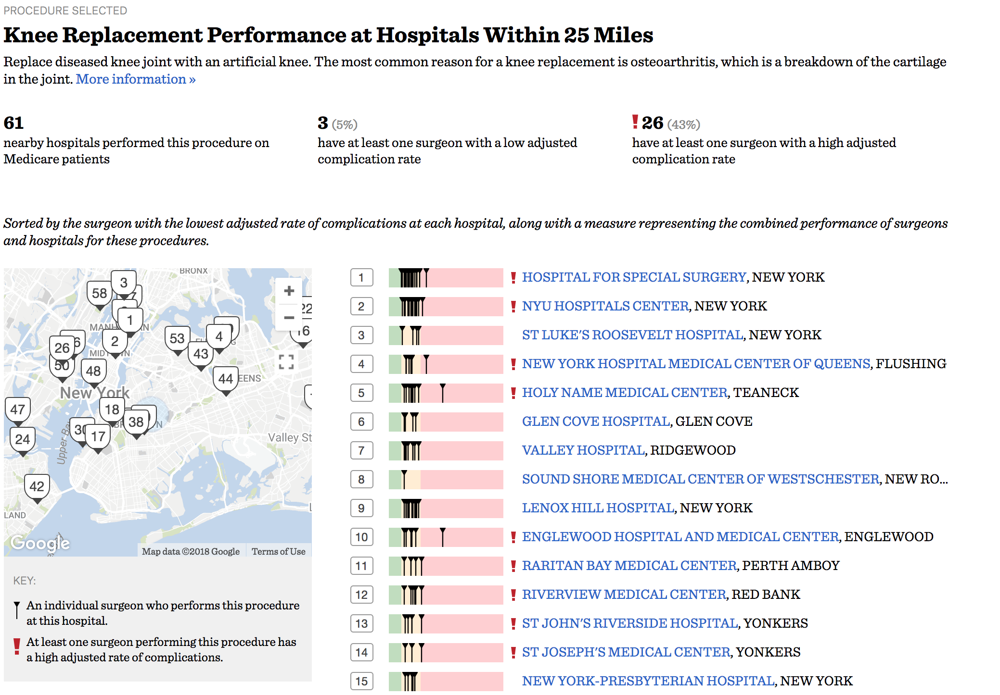 PROCEDURE SELECTED
Knee Replacement Performance at Hospitals Within 25 Miles
Replace diseased knee joint with an artificial knee. The most common reason for a knee replacement is osteoarthritis, which is a breakdown of the cartilage
in the joint. More information »
61
nearby hospitals performed this procedure on
Medicare patients
3 (5%)
have at least one surgeon with a low adjusted
complication rate
! 26 (43%)
have at least one surgeon with a high adjusted
complication rate
Sorted by the surgeon with the lowest adjusted rate of complications at each hospital, along with a measure representing the combined performance of surgeons
and hospitals for these procedures.
BRONX
3
58
7
1
22
16
MANH
AN
53
4
26
6
2
43
G
MIDT
WN
50
48
44
EENS
New York
47
18
38
N
24
30
17
Upper Ba
Valley St
42
LAND
Google
Map data ©2018 Google
Terms of Use
+
−
KEY:
An individual surgeon who performs this procedure
at this hospital.
! At least one surgeon performing this procedure has
a high adjusted rate of complications.
1 ! HOSPITAL FOR SPECIAL SURGERY, NEW YORK
2 ! NYU HOSPITALS CENTER, NEW YORK
3 ST LUKE'S ROOSEVELT HOSPITAL, NEW YORK
4 ! NEW YORK HOSPITAL MEDICAL CENTER OF QUEENS, FLUSHING
5 ! HOLY NAME MEDICAL CENTER, TEANECK
6 GLEN COVE HOSPITAL, GLEN COVE
7 VALLEY HOSPITAL, RIDGEWOOD
8 SOUND SHORE MEDICAL CENTER OF WESTSCHESTER, NEW RO...
9 LENOX HILL HOSPITAL, NEW YORK
10 ! ENGLEWOOD HOSPITAL AND MEDICAL CENTER, ENGLEWOOD
11 ! RARITAN BAY MEDICAL CENTER, PERTH AMBOY
12 ! RIVERVIEW MEDICAL CENTER, RED BANK
13 ! ST JOHN'S RIVERSIDE HOSPITAL, YONKERS
14 ! ST JOSEPH'S MEDICAL CENTER, YONKERS
15 NEW YORK-PRESBYTERIAN HOSPITAL, NEW YORK